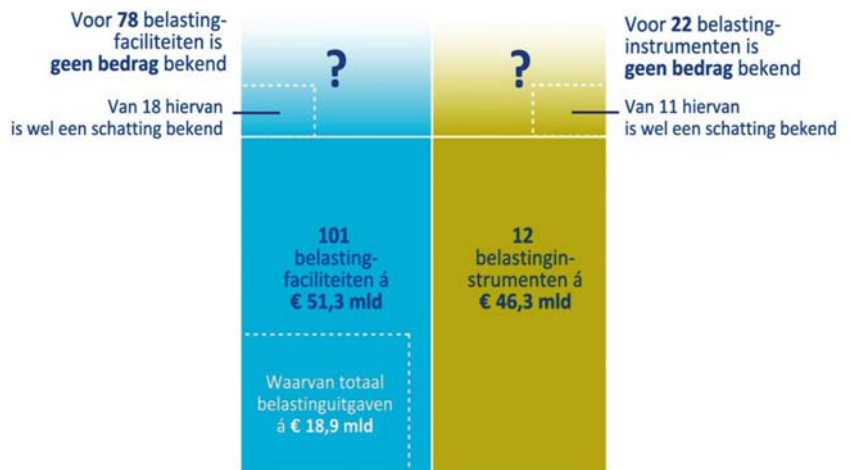 Voor 78 belasting-
faciliteiten is
geen bedrag bekend
Van 18 hiervan
is wel een schatting bekend
?
?
Voor 22 belasting-
instrumenten is
geen bedrag bekend
Van 11 hiervan
is wel een schatting bekend
101
belasting-
faciliteiten á
€ 51,3 mld
12
belastingin-
strumenten á
€ 46,3 mld
Waarvan totaal
belastinguitgaven
á € 18,9 mld